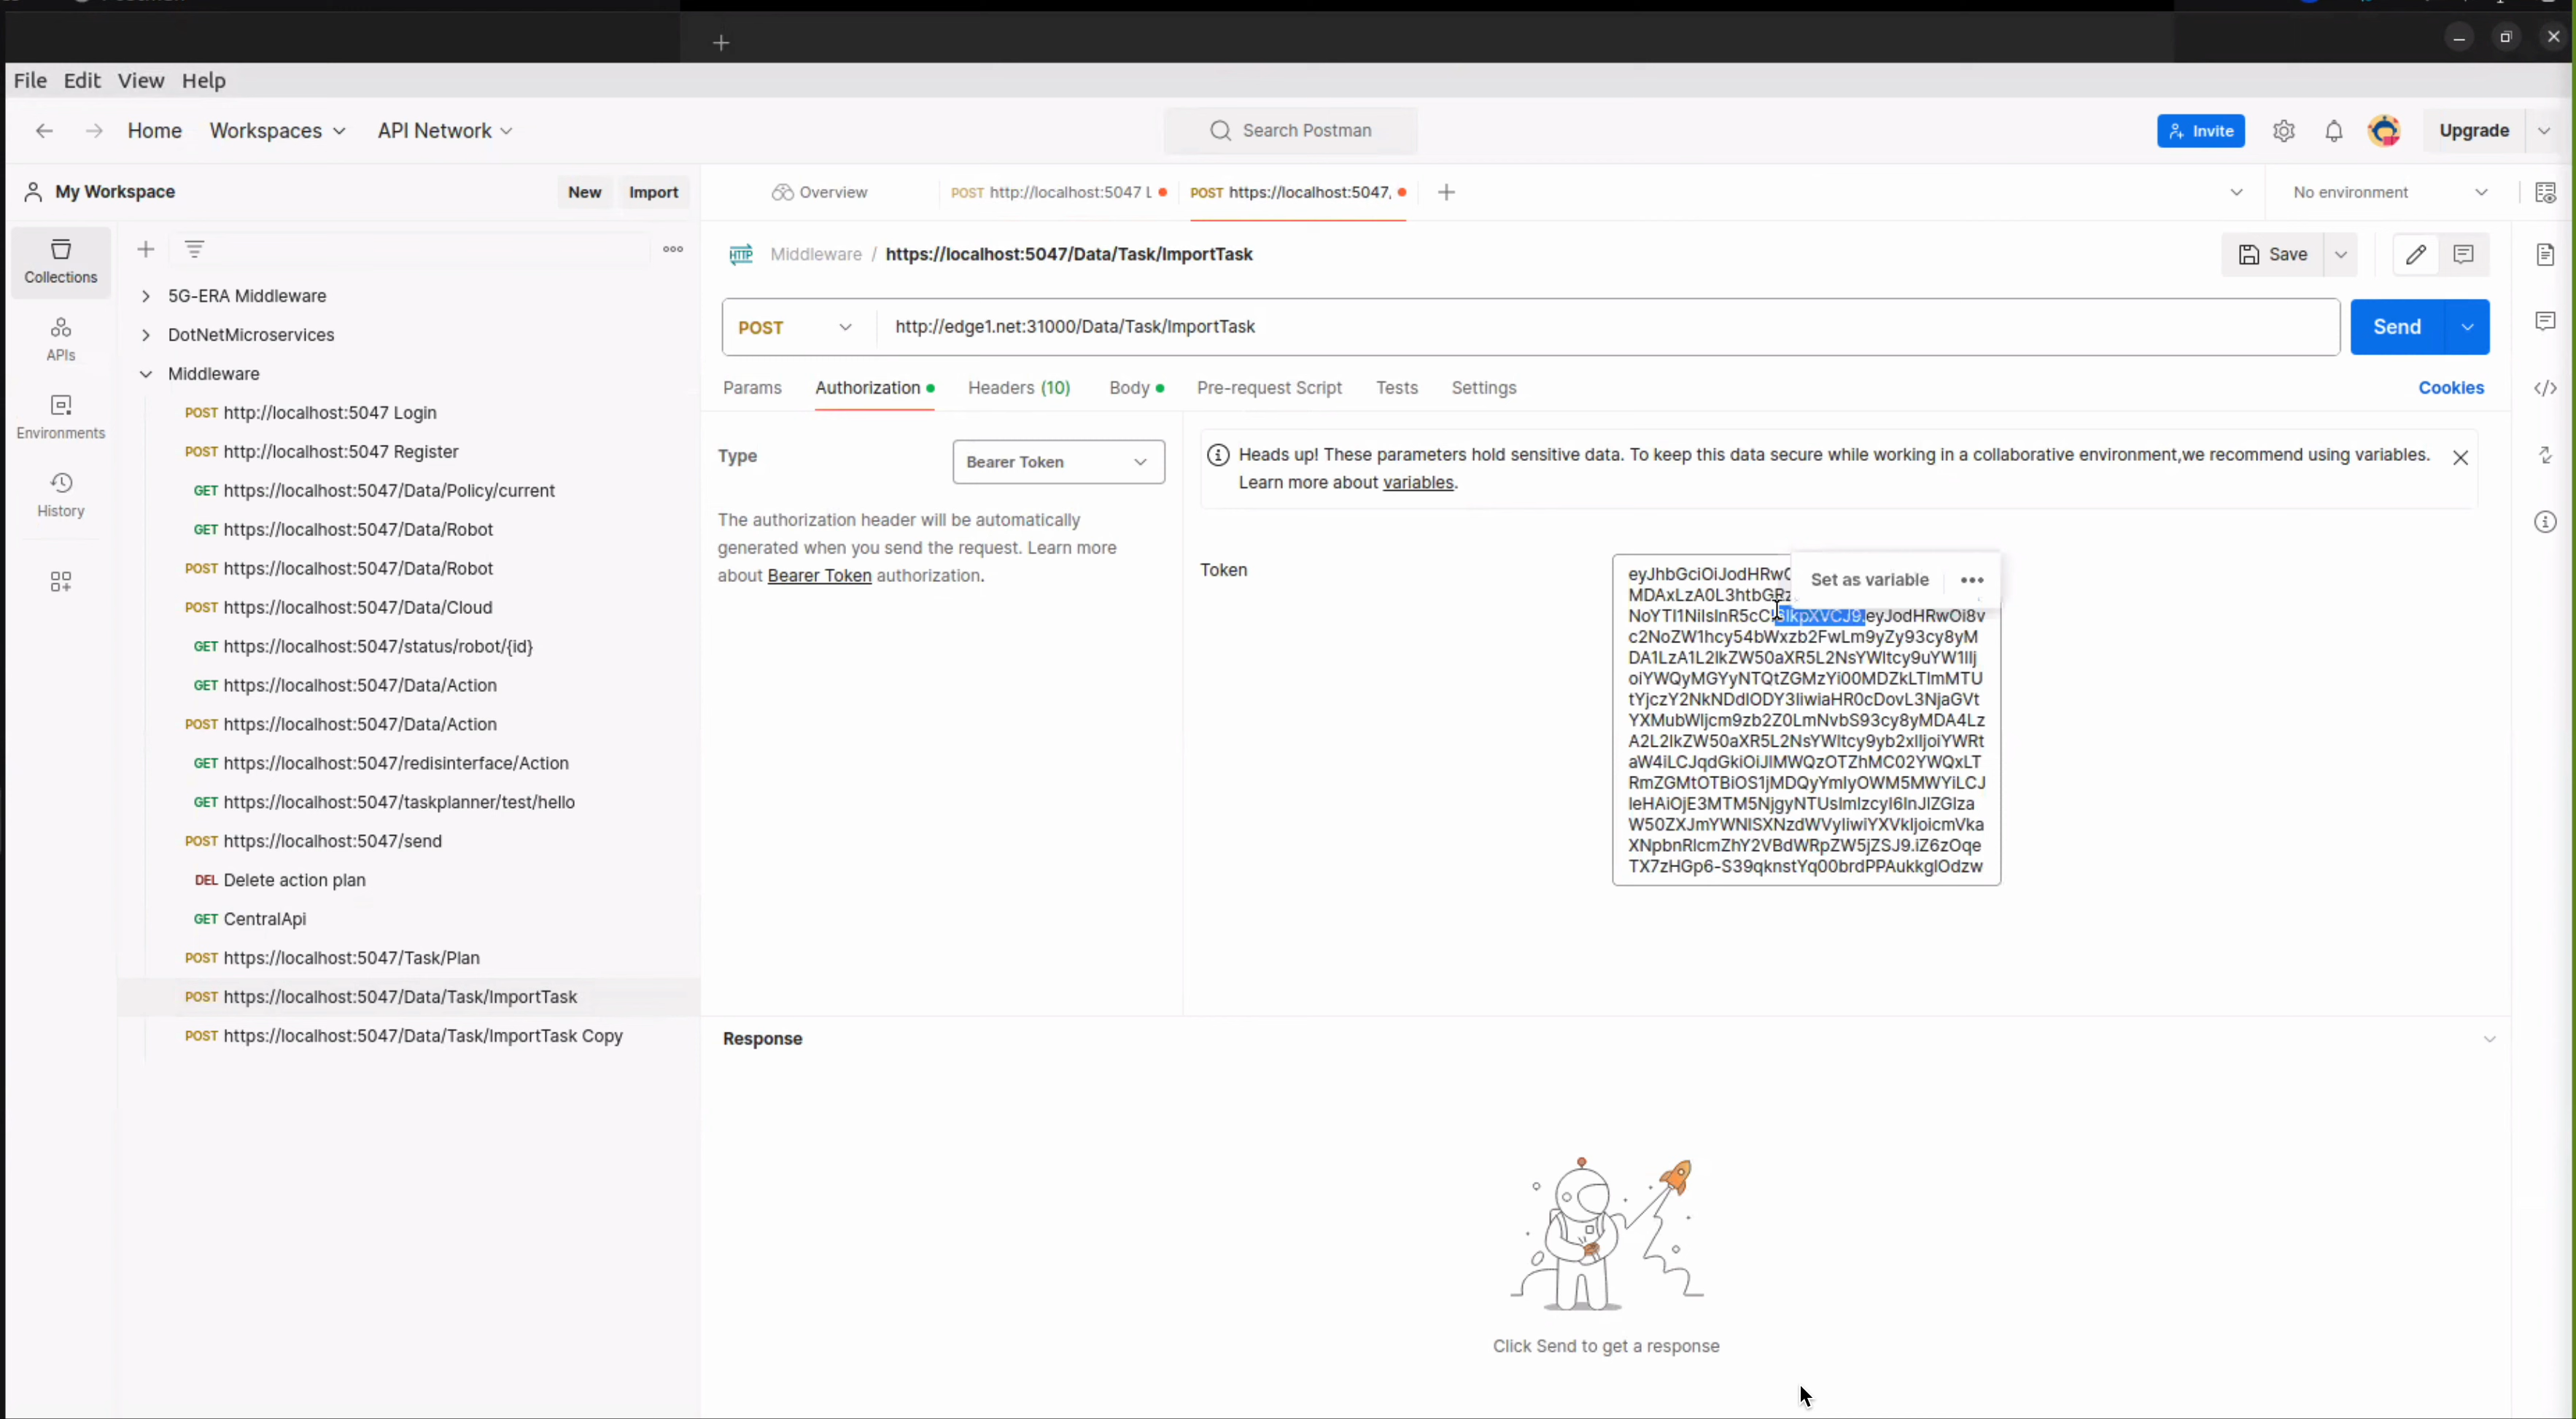 File Edit View Help
Home Workspaces API Network Search Postman Invite Upgrade
My Workspace New Import
Overview POST http://localhost:5047 L POST https://localhost:5047, No environment
Collections
APIs
Environments
History
5G-ERA Middleware
DotNetMicroservices
Middleware
POST http://localhost:5047 Login
POST http://localhost:5047 Register
GET https://localhost:5047/Data/Policy/current
GET https://localhost:5047/Data/Robot
POST https://localhost:5047/Data/Robot
POST https://localhost:5047/Data/Cloud
GET https://localhost:5047/status/robot/{id}
GET https://localhost:5047/Data/Action
POST https://localhost:5047/Data/Action
GET https://localhost:5047/redisinterface/Action
GET https://localhost:5047/taskplanner/test/hello
POST https://localhost:5047/send
DEL Delete action plan
GET CentralApi
POST https://localhost:5047/Task/Plan
POST https://localhost:5047/Data/Task/ImportTask
POST https://localhost:5047/Data/Task/ImportTask Copy
HTTP Middleware / https://localhost:5047/Data/Task/ImportTask Save
POST http://edge1.net:31000/Data/Task/ImportTask Send
Params Authorization Headers (10) Body Pre-request Script Tests Settings Cookies
Type Bearer Token
The authorization header will be automatically
generated when you send the request. Learn more
about Bearer Token authorization.
Heads up! These parameters hold sensitive data. To keep this data secure while working in a collaborative environment,we recommend using variables.
Learn more about variables.
Token
Set as variable
Response
Click Send to get a response